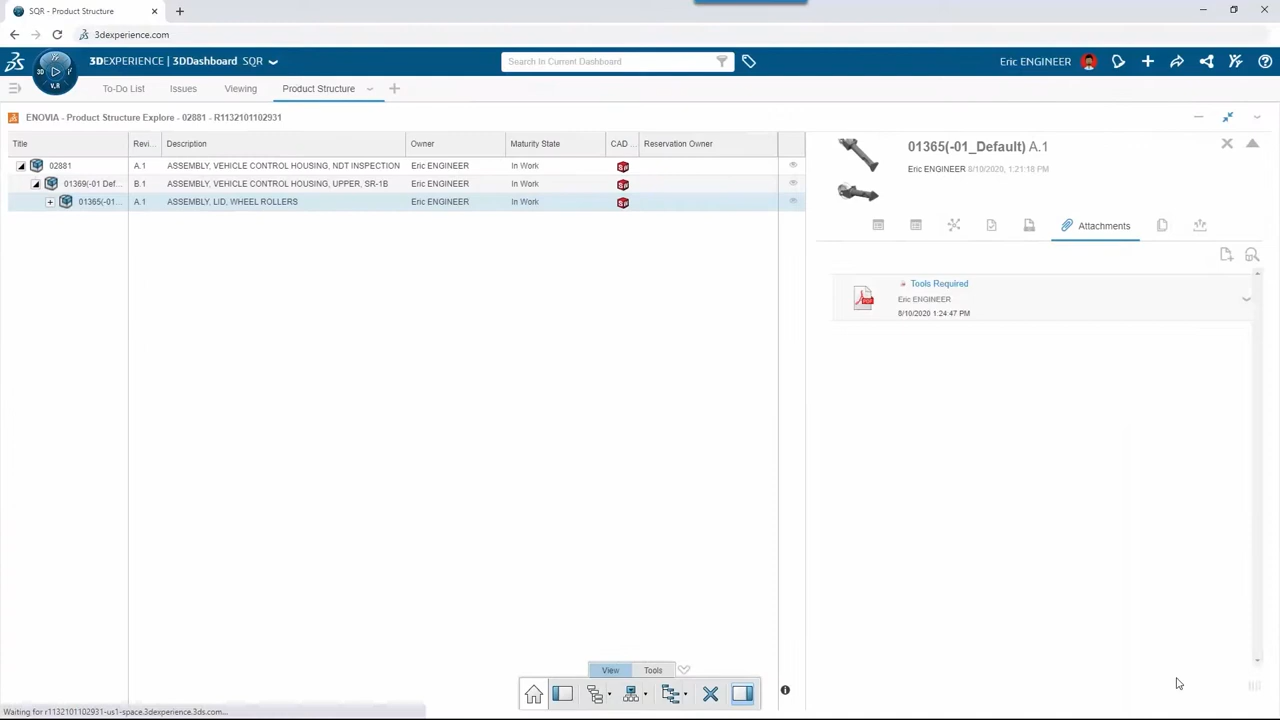 SQR - Product Structure
3dexperience.com
3DEXPERIENCE | 3DDashboard SQR
Search In Current Dashboard
Eric ENGINEER
3D
V.R
To-Do List Issues Viewing Product Structure
ENOVIA - Product Structure Explore - 02881 - R1132101102931
Title Revi... Description Owner Maturity State CAD ... Reservation Owner
02881 A.1 ASSEMBLY, VEHICLE CONTROL HOUSING, NDT INSPECTION Eric ENGINEER In Work
01369(-01 Def... B.1 ASSEMBLY, VEHICLE CONTROL HOUSING, UPPER, SR-1B Eric ENGINEER In Work
01365(-01... A.1 ASSEMBLY, LID, WHEEL ROLLERS Eric ENGINEER In Work
01365(-01_Default) A.1
Eric ENGINEER 8/10/2020, 1:21:18 PM
Attachments
Tools Required
Eric ENGINEER
8/10/2020 1:24:47 PM
View Tools
Waiting for r1132101102931-us1-space.3dexperience.3ds.com...